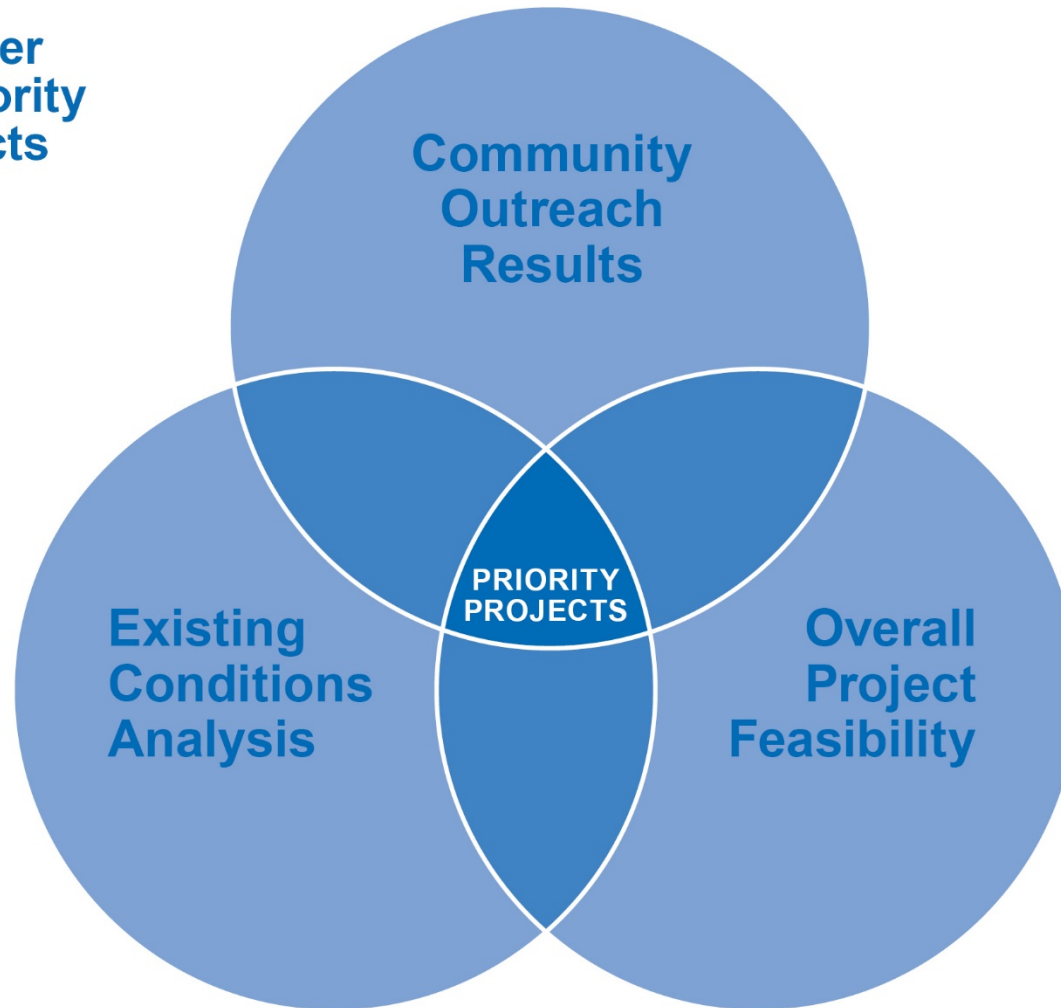 er
ority
cts
Community
Outreach
Results
PRIORITY
PROJECTS
Existing
Conditions
Analysis
Overall
Project
Feasibility